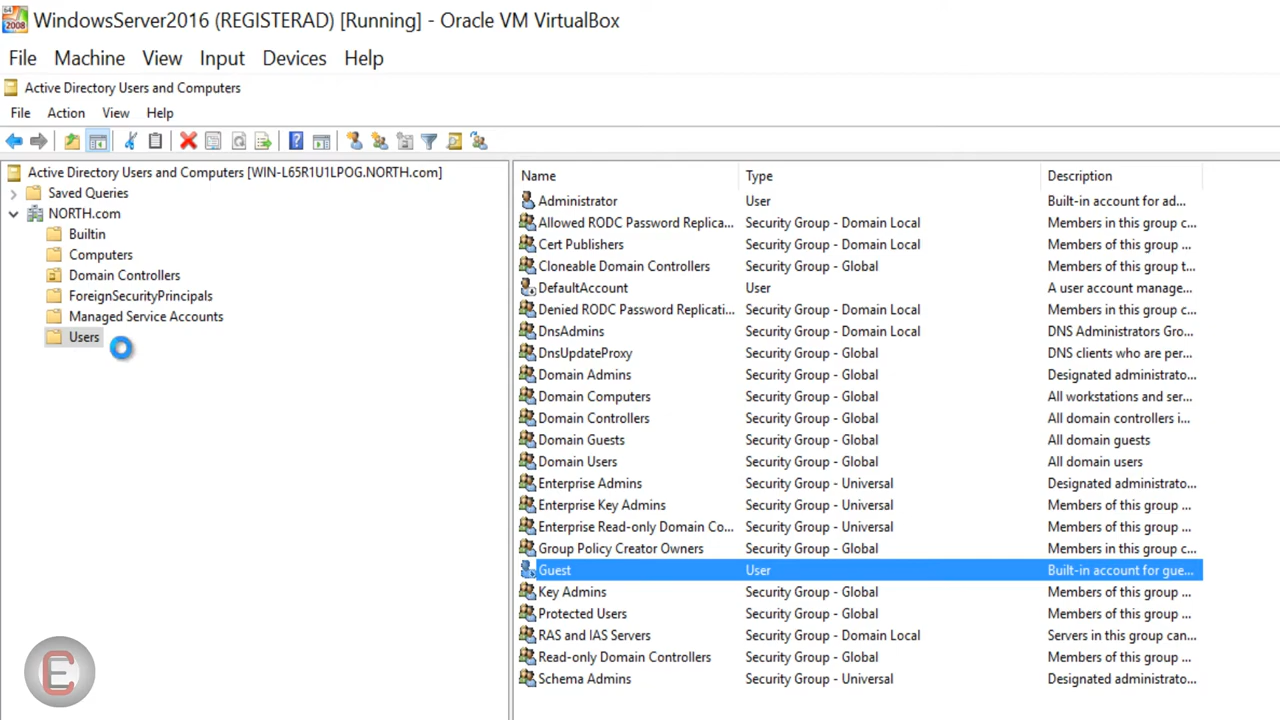 WindowsServer2016 (REGISTERAD) [Running] - Oracle VM VirtualBox
File Machine View Input Devices Help
Active Directory Users and Computers
File Action View Help
Active Directory Users and Computers [WIN-L65R1U1LPOG.NORTH.com]
Saved Queries
NORTH.com
Builtin
Computers
Domain Controllers
ForeignSecurityPrincipals
Managed Service Accounts
Users
Name Type Description
Administrator User Built-in account for ad...
Allowed RODC Password Replica... Security Group - Domain Local Members in this group c...
Cert Publishers Security Group - Domain Local Members of this group ...
Cloneable Domain Controllers Security Group - Global Members of this group t...
DefaultAccount User A user account manage...
Denied RODC Password Replicati... Security Group - Domain Local Members in this group c...
DnsAdmins Security Group - Domain Local DNS Administrators Gro...
DnsUpdateProxy Security Group - Global DNS clients who are per...
Domain Admins Security Group - Global Designated administrato...
Domain Computers Security Group - Global All workstations and ser...
Domain Controllers Security Group - Global All domain controllers i...
Domain Guests Security Group - Global All domain guests
Domain Users Security Group - Global All domain users
Enterprise Admins Security Group - Universal Designated administrato...
Enterprise Key Admins Security Group - Universal Members of this group ...
Enterprise Read-only Domain Co... Security Group - Universal Members of this group ...
Group Policy Creator Owners Security Group - Global Members in this group c...
Guest User Built-in account for gue...
Key Admins Security Group - Global Members of this group ...
Protected Users Security Group - Global Members of this group ...
RAS and IAS Servers Security Group - Domain Local Servers in this group can...
Read-only Domain Controllers Security Group - Global Members of this group ...
Schema Admins Security Group - Universal Designated administrato...
64
2008